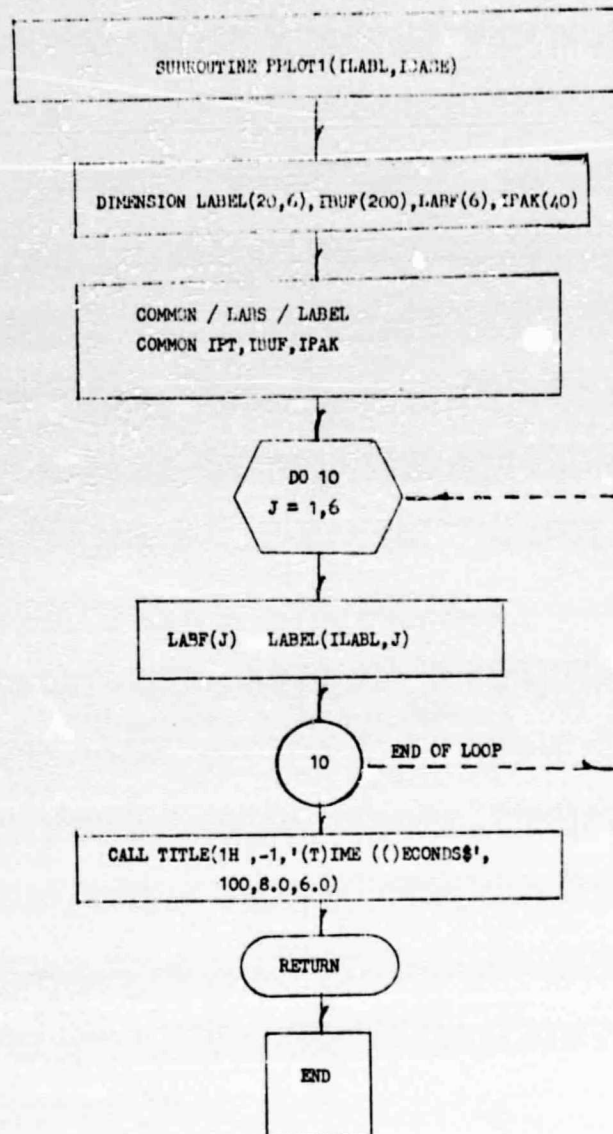 SUBROUTINE PPLOT1(ILABL,ICASE)
DIMENSION LABEL(20,6),IBUF(200),LABF(6),IPAK(40)
COMMON / LABS / LABEL
COMMON IPT,IBUF,IPAK
DO 10
J = 1,6
LABF(J) LABEL(ILABL,J)
10
END OF LOOP
CALL TITLE(1H ,-1,'(T)IME (()ECONDS$',
100,8.0,6.0)
RETURN
END